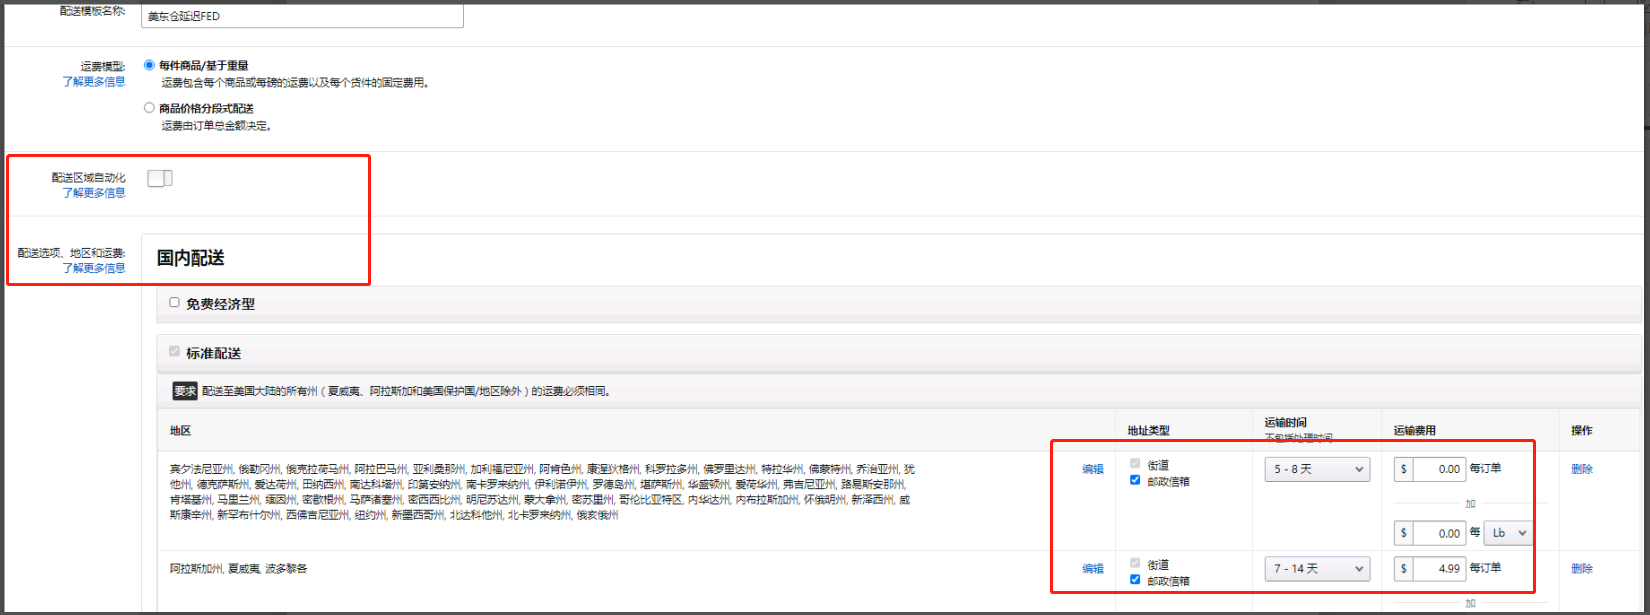 配送模板名称: 美东仓延迟FED
运费模型: 每件商品/基于重量
了解更多信息 运费包含每个商品或每磅的运费以及每个货件的固定费用。
商品价格分段式配送
运费由订单总金额决定。
配送区域自动化
了解更多信息
配送选项、地区和运费: 国内配送
了解更多信息
免费经济型
标准配送
要求 配送至美国大陆的所有州（夏威夷、阿拉斯加和美国保护国/地区除外）的运费必须相同。
地区 地址类型 运输时间 不包括处理时间 运输费用 操作
宾夕法尼亚州, 俄勒冈州, 俄克拉荷马州, 阿拉巴马州, 亚利桑那州, 加利福尼亚州, 阿肯色州, 康涅狄格州, 科罗拉多州, 佛罗里达州, 特拉华州, 佛蒙特州, 乔治亚州, 犹 编辑 街道 5 - 8 天 $ 0.00 每订单 删除
他州, 德克萨斯州, 爱达荷州, 田纳西州, 南达科塔州, 印第安纳州, 南卡罗来纳州, 伊利诺伊州, 罗德岛州, 堪萨斯州, 华盛顿州, 爱荷华州, 弗吉尼亚州, 路易斯安那州, 邮政信箱
肯塔基州, 马里兰州, 缅因州, 密歇根州, 马萨诸塞州, 密西西比州, 明尼苏达州, 蒙大拿州, 密苏里州, 哥伦比亚特区, 内华达州, 内布拉斯加州, 怀俄明州, 新泽西州, 威 加
斯康辛州, 新罕布什尔州, 西佛吉尼亚州, 纽约州, 新墨西哥州, 北达科他州, 北卡罗来纳州, 俄亥俄州
$ 0.00 每 Lb
阿拉斯加州, 夏威夷, 波多黎各 编辑 街道 7 - 14 天 $ 4.99 每订单 删除
邮政信箱
加